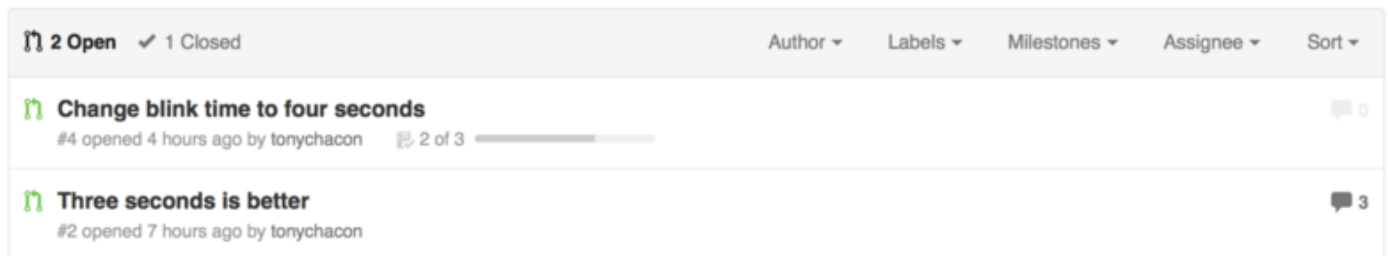 2 Open 1 Closed Author Labels Milestones Assignee Sort
Change blink time to four seconds 0
#4 opened 4 hours ago by tonychacon 2 of 3
Three seconds is better 3
#2 opened 7 hours ago by tonychacon